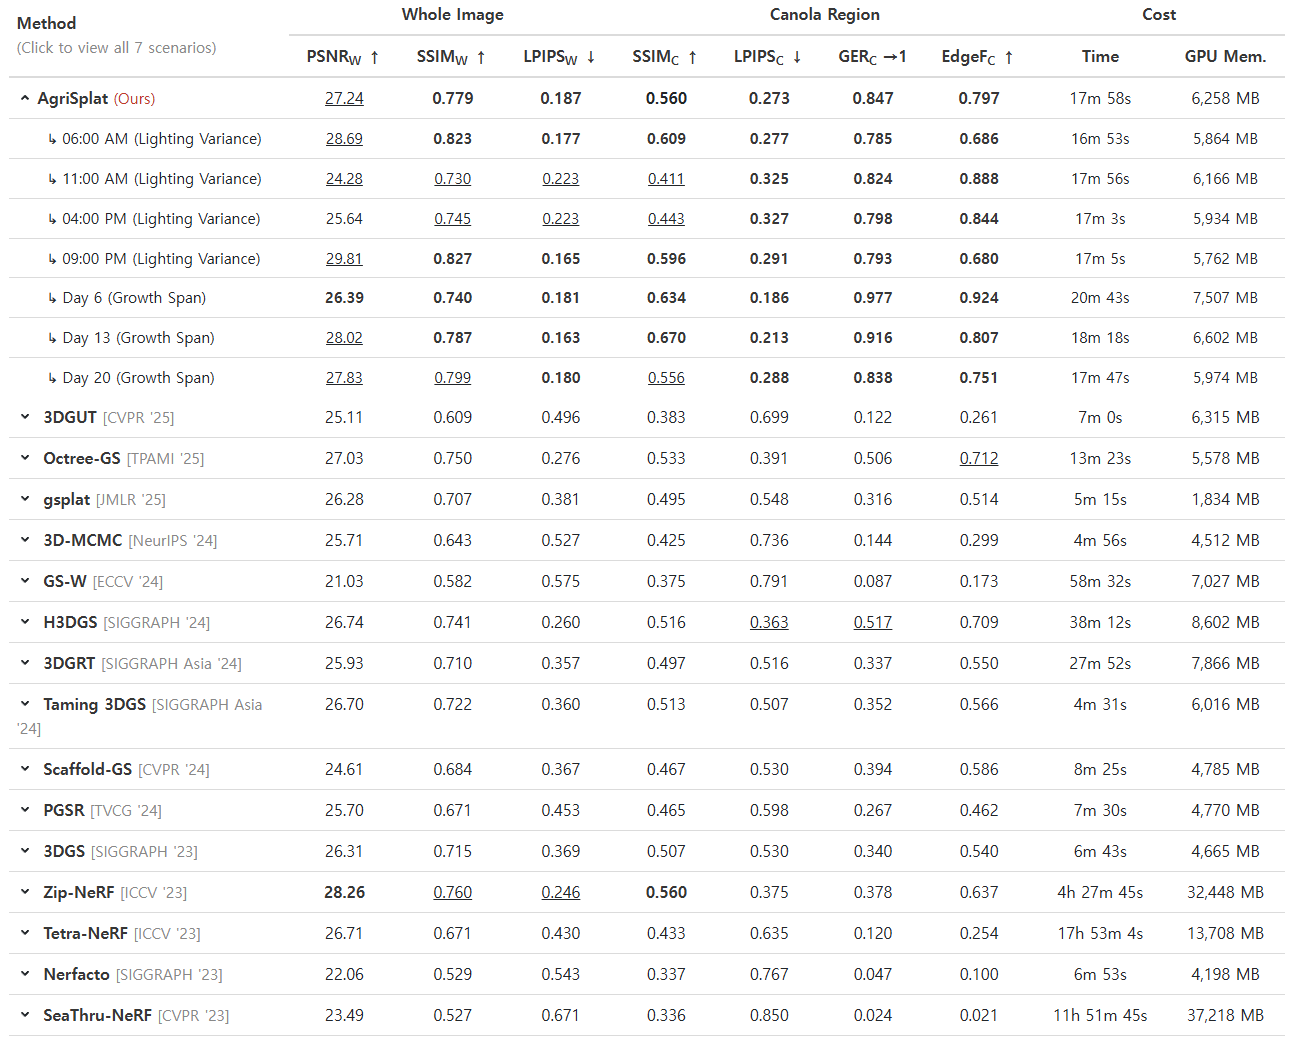 Whole Image Canola Region Cost
Method
(Click to view all 7 scenarios)
PSNRW ↑ SSIMW ↑ LPIPSW ↓ SSIMC ↑ LPIPSC ↓ GERC →1 EdgeFC ↑ Time GPU Mem.
AgriSplat (Ours) 27.24 0.779 0.187 0.560 0.273 0.847 0.797 17m 58s 6,258 MB
↳ 06:00 AM (Lighting Variance) 28.69 0.823 0.177 0.609 0.277 0.785 0.686 16m 53s 5,864 MB
↳ 11:00 AM (Lighting Variance) 24.28 0.730 0.223 0.411 0.325 0.824 0.888 17m 56s 6,166 MB
↳ 04:00 PM (Lighting Variance) 25.64 0.745 0.223 0.443 0.327 0.798 0.844 17m 3s 5,934 MB
↳ 09:00 PM (Lighting Variance) 29.81 0.827 0.165 0.596 0.291 0.793 0.680 17m 5s 5,762 MB
↳ Day 6 (Growth Span) 26.39 0.740 0.181 0.634 0.186 0.977 0.924 20m 43s 7,507 MB
↳ Day 13 (Growth Span) 28.02 0.787 0.163 0.670 0.213 0.916 0.807 18m 18s 6,602 MB
↳ Day 20 (Growth Span) 27.83 0.799 0.180 0.556 0.288 0.838 0.751 17m 47s 5,974 MB
3DGUT [CVPR '25] 25.11 0.609 0.496 0.383 0.699 0.122 0.261 7m 0s 6,315 MB
Octree-GS [TPAMI '25] 27.03 0.750 0.276 0.533 0.391 0.506 0.712 13m 23s 5,578 MB
gsplat [JMLR '25] 26.28 0.707 0.381 0.495 0.548 0.316 0.514 5m 15s 1,834 MB
3D-MCMC [NeurIPS '24] 25.71 0.643 0.527 0.425 0.736 0.144 0.299 4m 56s 4,512 MB
GS-W [ECCV '24] 21.03 0.582 0.575 0.375 0.791 0.087 0.173 58m 32s 7,027 MB
H3DGS [SIGGRAPH '24] 26.74 0.741 0.260 0.516 0.363 0.517 0.709 38m 12s 8,602 MB
3DGRT [SIGGRAPH Asia '24] 25.93 0.710 0.357 0.497 0.516 0.337 0.550 27m 52s 7,866 MB
Taming 3DGS [SIGGRAPH Asia 26.70 0.722 0.360 0.513 0.507 0.352 0.566 4m 31s 6,016 MB
'24]
Scaffold-GS [CVPR '24] 24.61 0.684 0.367 0.467 0.530 0.394 0.586 8m 25s 4,785 MB
PGSR [TVCG '24] 25.70 0.671 0.453 0.465 0.598 0.267 0.462 7m 30s 4,770 MB
3DGS [SIGGRAPH '23] 26.31 0.715 0.369 0.507 0.530 0.340 0.540 6m 43s 4,665 MB
Zip-NeRF [ICCV '23] 28.26 0.760 0.246 0.560 0.375 0.378 0.637 4h 27m 45s 32,448 MB
Tetra-NeRF [ICCV '23] 26.71 0.671 0.430 0.433 0.635 0.120 0.254 17h 53m 4s 13,708 MB
Nerfacto [SIGGRAPH '23] 22.06 0.529 0.543 0.337 0.767 0.047 0.100 6m 53s 4,198 MB
SeaThru-NeRF [CVPR '23] 23.49 0.527 0.671 0.336 0.850 0.024 0.021 11h 51m 45s 37,218 MB